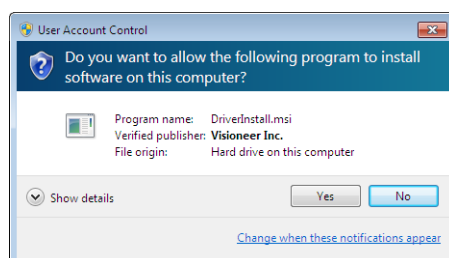 User Account Control
Do you want to allow the following program to install
software on this computer?
Program name: DriverInstall.msi
Verified publisher: Visioneer Inc.
File origin: Hard drive on this computer
Show details Yes No
Change when these notifications appear